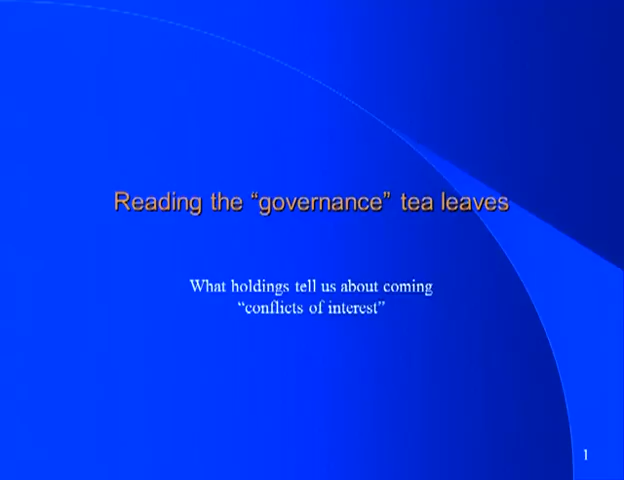 Reading the “governance” tea leaves
What holdings tell us about coming
“conflicts of interest”
1